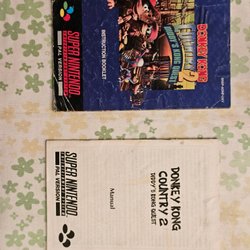 SUPER NINTENDO
ENTERTAINMENT SYSTEM
PAL VERSION
DONKEY KONG
COUNTRY 2
DIDDY'S KONG QUEST
INSTRUCTION BOOKLET
SUPER NINTENDO
ENTERTAINMENT SYSTEM
PAL VERSION
DONKEY KONG
COUNTRY 2
DIDDY'S KONG QUEST
Manual